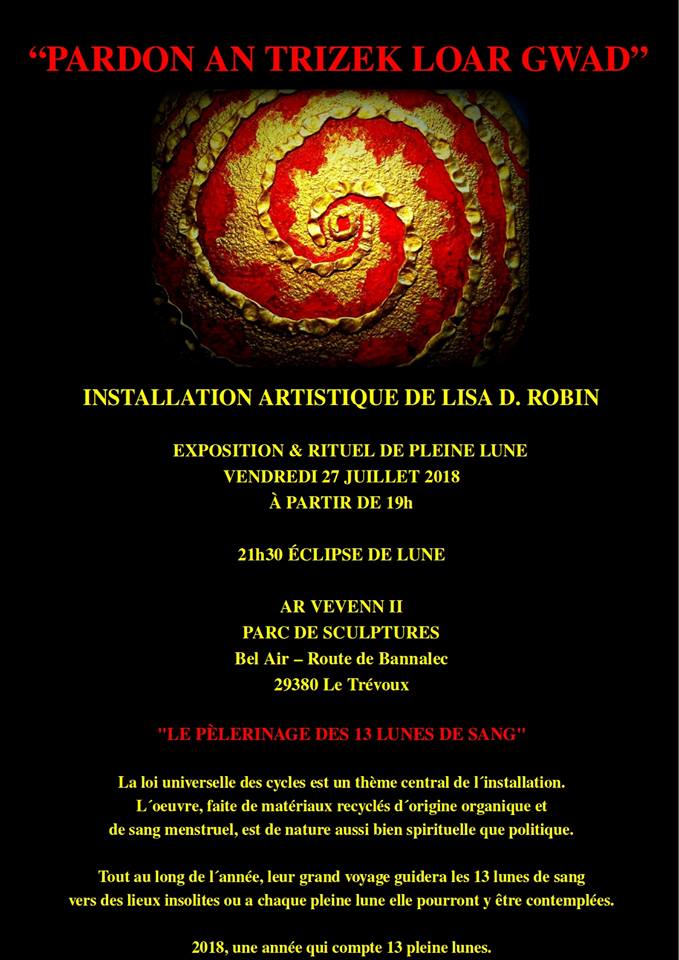 “PARDON AN TRIZEK LOAR GWAD”
INSTALLATION ARTISTIQUE DE LISA D. ROBIN
EXPOSITION & RITUEL DE PLEINE LUNE
VENDREDI 27 JUILLET 2018
À PARTIR DE 19h
21h30 ÉCLIPSE DE LUNE
AR VEVENN II
PARC DE SCULPTURES
Bel Air – Route de Bannalec
29380 Le Trévoux
"LE PÈLERINAGE DES 13 LUNES DE SANG"
La loi universelle des cycles est un thème central de l´installation.
L´oeuvre, faite de matériaux recyclés d´origine organique et
de sang menstruel, est de nature aussi bien spirituelle que politique.
Tout au long de l´année, leur grand voyage guidera les 13 lunes de sang
vers des lieux insolites ou a chaque pleine lune elle pourront y être contemplées.
2018, une année qui compte 13 pleine lunes.